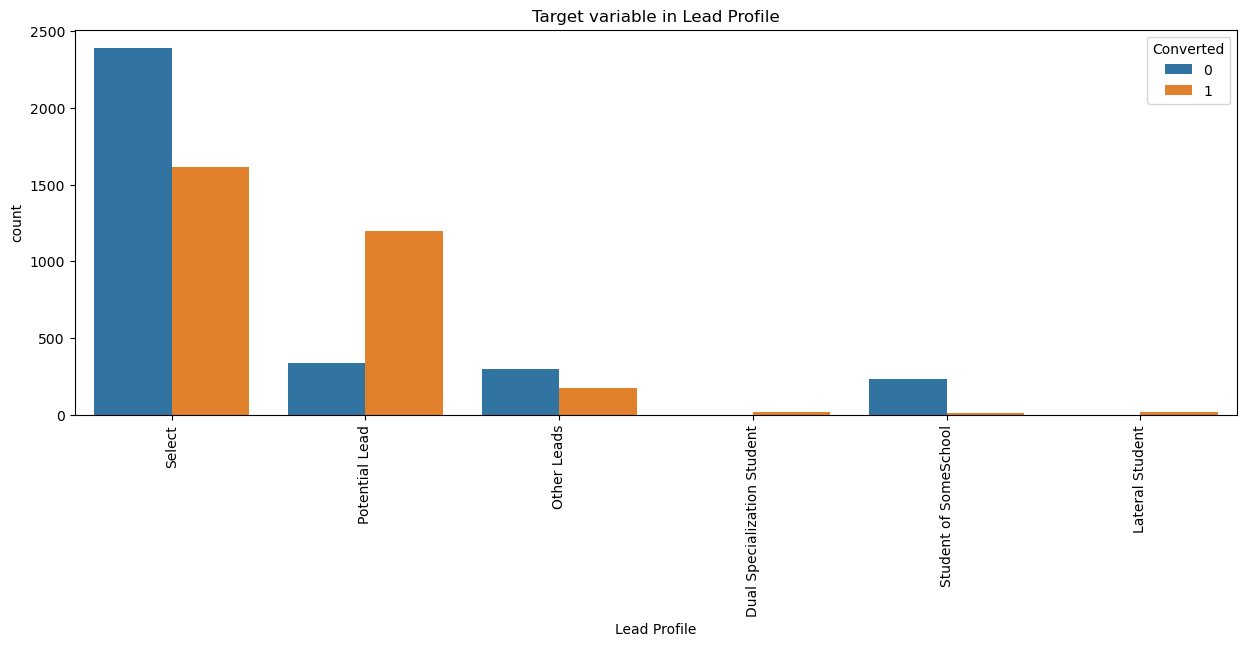 Target variable in Lead Profile
Converted
0
1
2500
2000
1500
1000
500
0
count
Select
Potential Lead
Other Leads
Dual Specialization Student
Student of SomeSchool
Lateral Student
Lead Profile